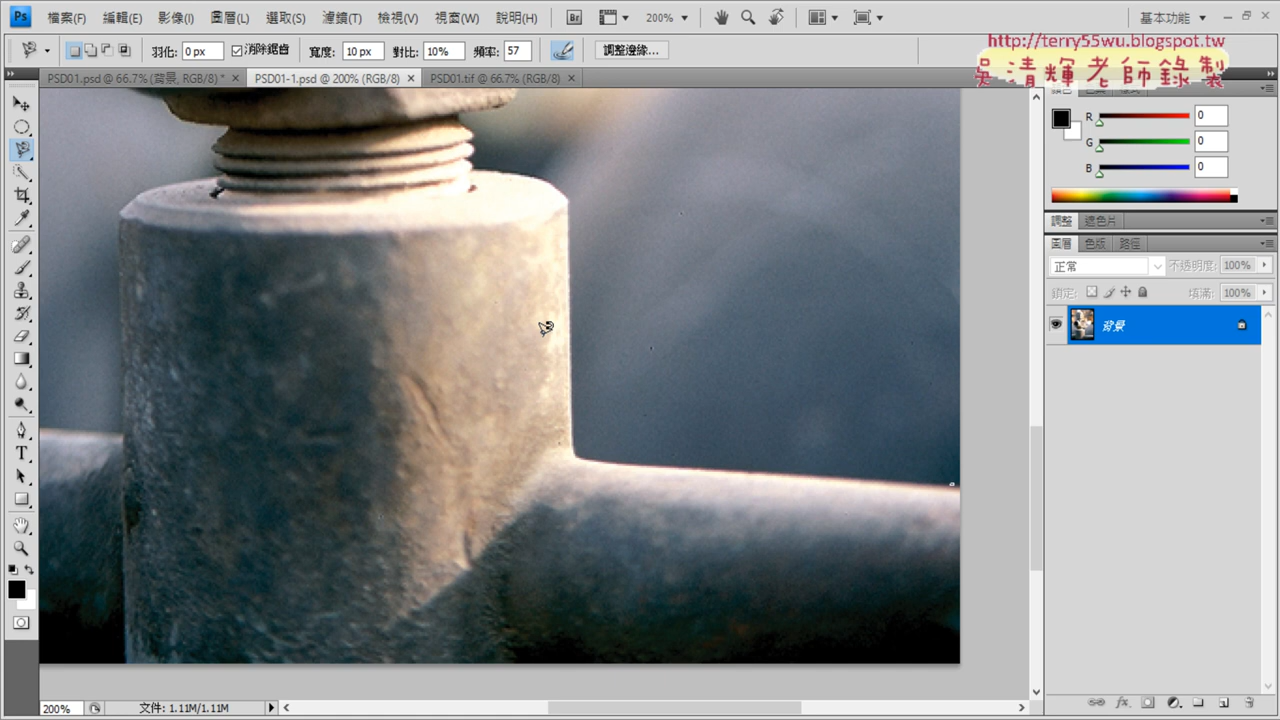 Ps 檔案(F) 編輯(E) 影像(I) 圖層(L) 選取(S) 濾鏡(T) 檢視(V) 視窗(W) 說明(H) Br 200% 基本功能
羽化: 0 px 消除鋸齒 寬度: 10 px 對比: 10% 頻率: 57 調整邊緣...
http://terry55wu.blogspot.tw
吳清輝老師錄製
PSD01.psd @ 66.7% (背景, RGB/8) * PSD01-1.psd @ 200% (RGB/8) PSD01.tif @ 66.7% (RGB/8)
R 0
G 0
B 0
調整 遮色片
圖層 色版 路徑
正常 不透明度: 100%
鎖定: 填滿: 100%
背景
200% 文件: 1.11M/1.11M